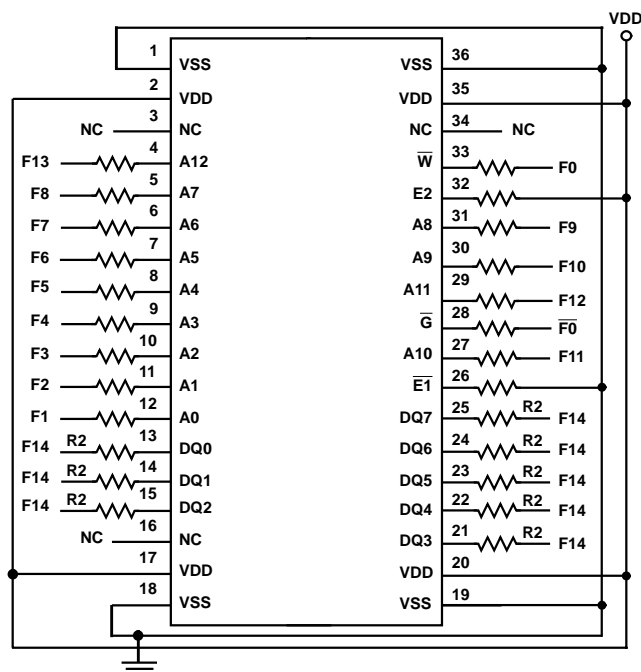 VDD
1 VSS VSS 36
2 VDD VDD 35
NC 3 NC NC 34 NC
F13 4 A12 W̅ 33 F0
F8 5 A7 E2 32
F7 6 A6 A8 31 F9
F6 7 A5 A9 30 F10
F5 8 A4 A11 29 F12
F4 9 A3 G̅ 28 F̅0̅
F3 10 A2 A10 27 F11
F2 11 A1 E̅1̅ 26
F1 12 A0 DQ7 25 R2 F14
F14 R2 13 DQ0 DQ6 24 R2 F14
F14 R2 14 DQ1 DQ5 23 R2 F14
F14 R2 15 DQ2 DQ4 22 R2 F14
NC 16 NC DQ3 21 R2 F14
17 VDD VDD 20
18 VSS VSS 19